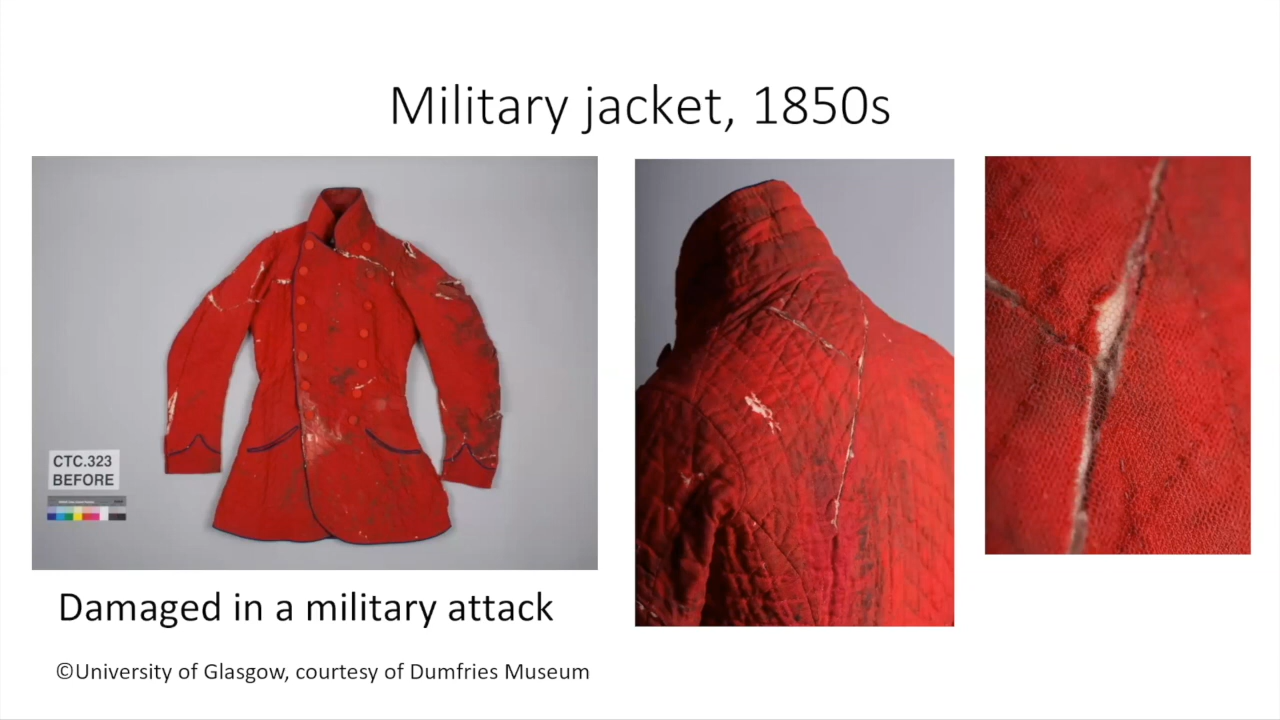 Military jacket, 1850s
CTC.323
BEFORE
Damaged in a military attack
©University of Glasgow, courtesy of Dumfries Museum